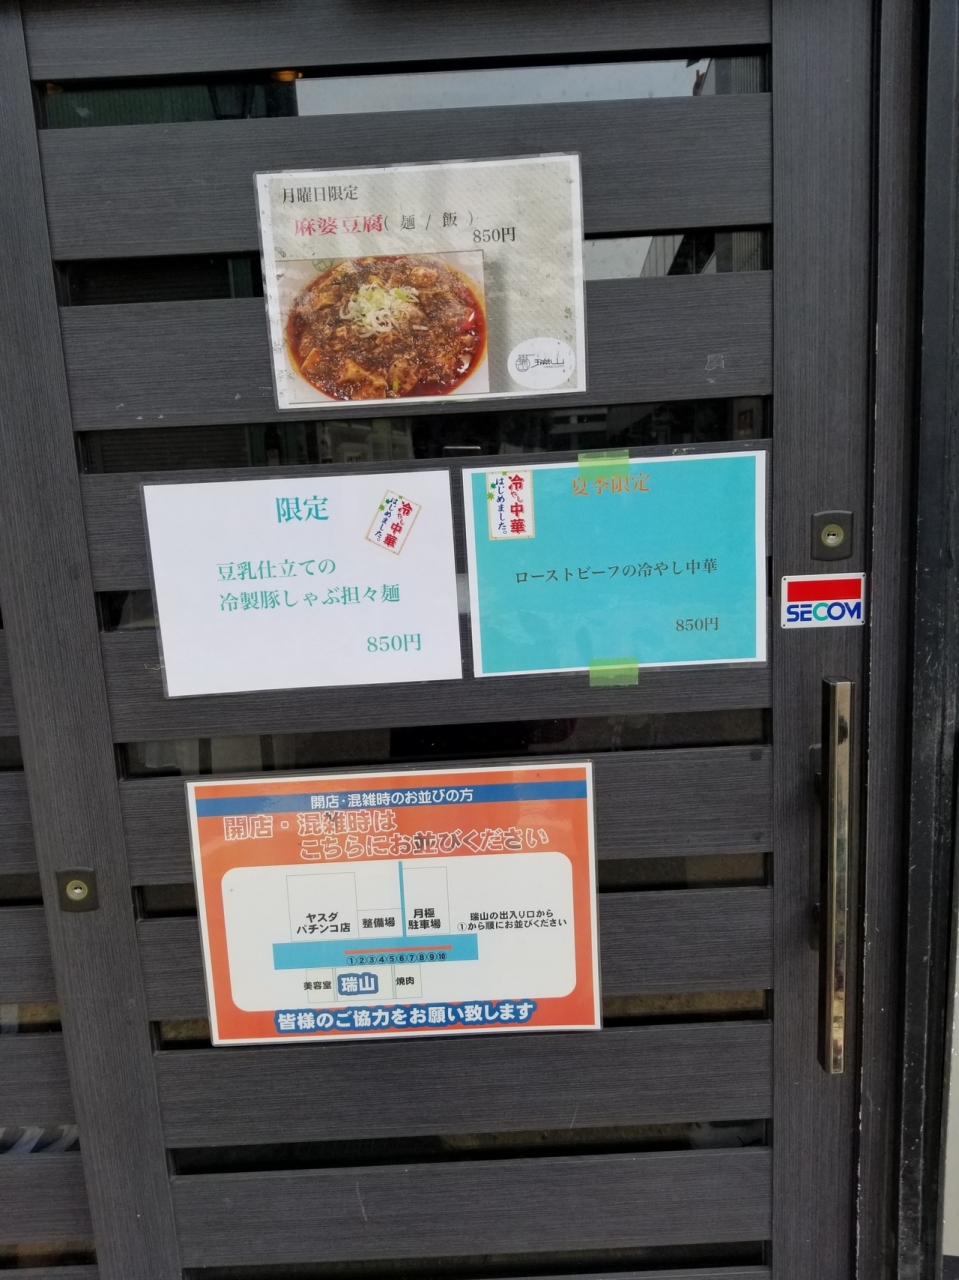 月曜日限定
麻婆豆腐( 麺 / 飯 )
850円
瑞山
限定
冷やし中華
はじめました。
豆乳仕立ての
冷製豚しゃぶ担々麺
850円
冷やし中華
はじめました。
夏季限定
ローストビーフの冷やし中華
850円
SECOM
開店・混雑時のお並びの方
開店・混雑時は
こちらにお並びください
ヤスダ
パチンコ店
整備場
月極
駐車場
瑞山の出入り口から
①から順にお並びください
①②③④⑤⑥⑦⑧⑨⑩
美容室
瑞山
焼肉
皆様のご協力をお願い致します